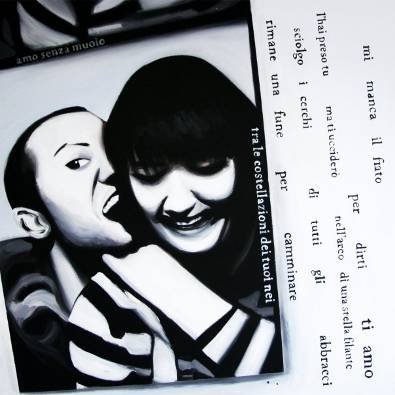 amo senza muoio
mi manca il fiato per dirti ti amo
l'hai preso tu ma ti ucciderò nell'arco di una stella filante
sciolgo i cerchi di tutti gli abbracci
rimane una fune per camminare
tra le costellazioni dei tuoi nei